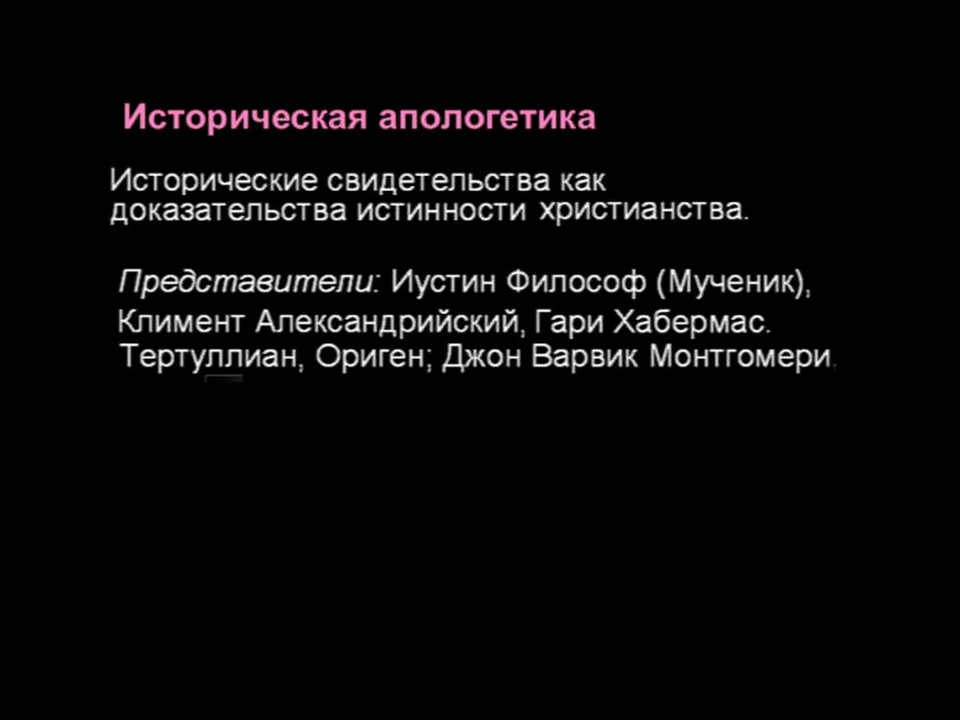 Историческая апологетика
Исторические свидетельства как
доказательства истинности христианства.
Представители: Иустин Философ (Мученик),
Климент Александрийский, Гари Хабермас.
Тертуллиан, Ориген; Джон Варвик Монтгомери.